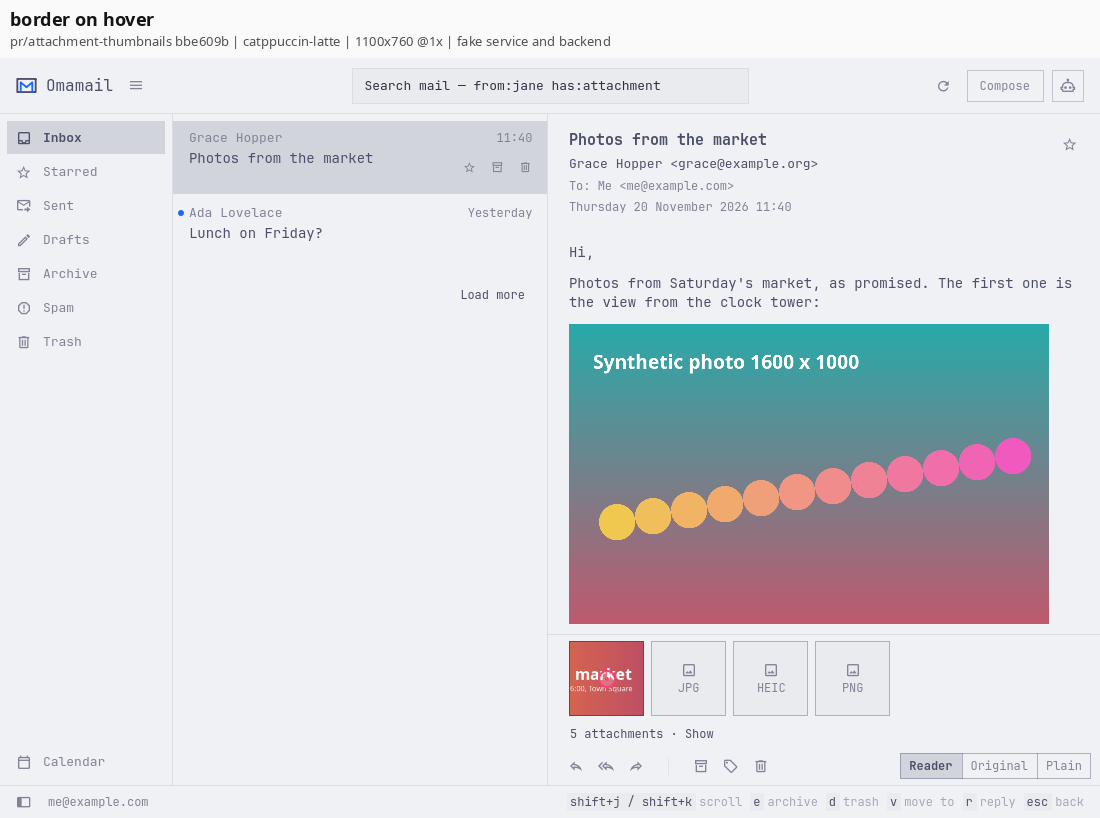 border on hover
pr/attachment-thumbnails bbe609b | catppuccin-latte | 1100x760 @1x | fake service and backend
Omamail
Search mail — from:jane has:attachment
Compose
Inbox
Starred
Sent
Drafts
Archive
Spam
Trash
Calendar
Grace Hopper 11:40
Photos from the market
Ada Lovelace Yesterday
Lunch on Friday?
Load more
Photos from the market
Grace Hopper <grace@example.org>
To: Me <me@example.com>
Thursday 20 November 2026 11:40
Hi,
Photos from Saturday's market, as promised. The first one is
the view from the clock tower:
Synthetic photo 1600 x 1000
market
6:00, Town Square
JPG
HEIC
PNG
5 attachments · Show
Reader Original Plain
me@example.com
shift+j / shift+k scroll e archive d trash v move to r reply esc back